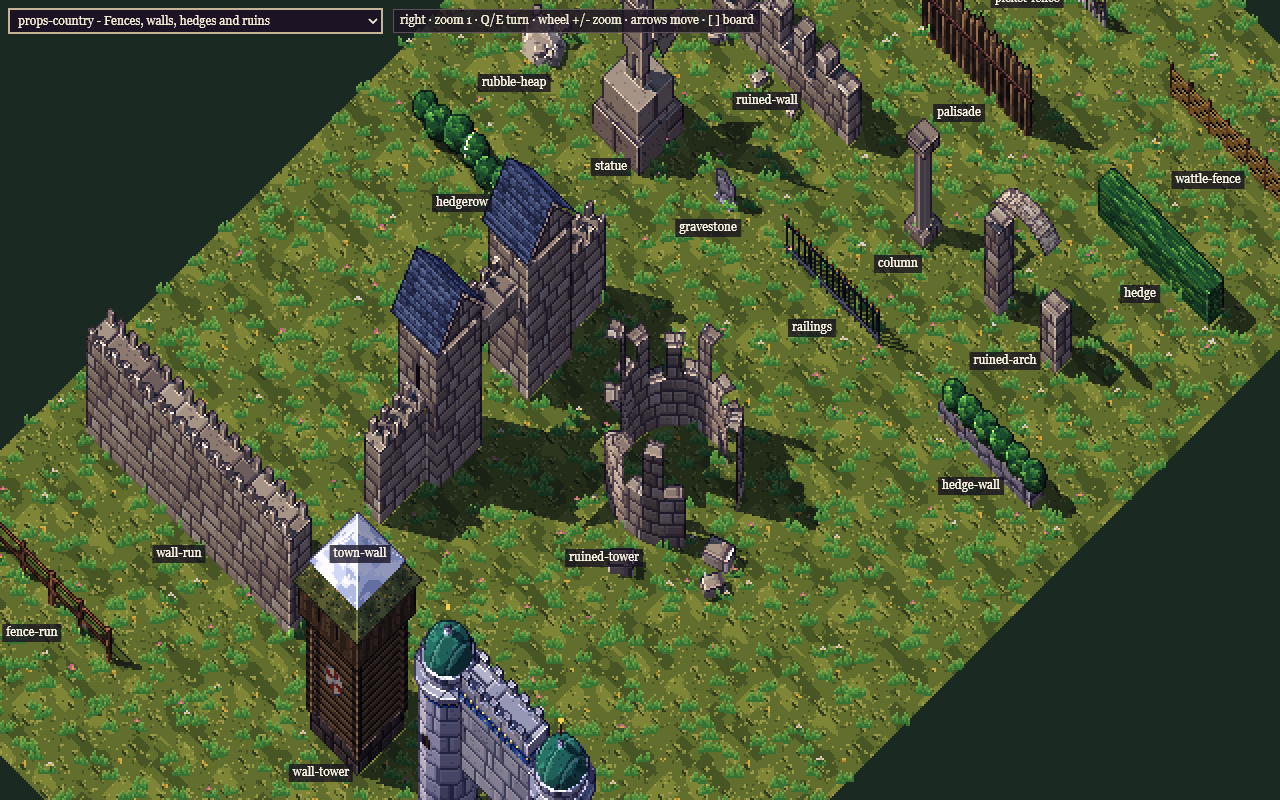 props-country - Fences, walls, hedges and ruins
right · zoom 1 · Q/E turn · wheel +/- zoom · arrows move · [ ] board
picket-fence
rubble-heap
ruined-wall
palisade
statue
wattle-fence
hedgerow
gravestone
column
hedge
railings
ruined-arch
hedge-wall
wall-run
town-wall
ruined-tower
fence-run
wall-tower